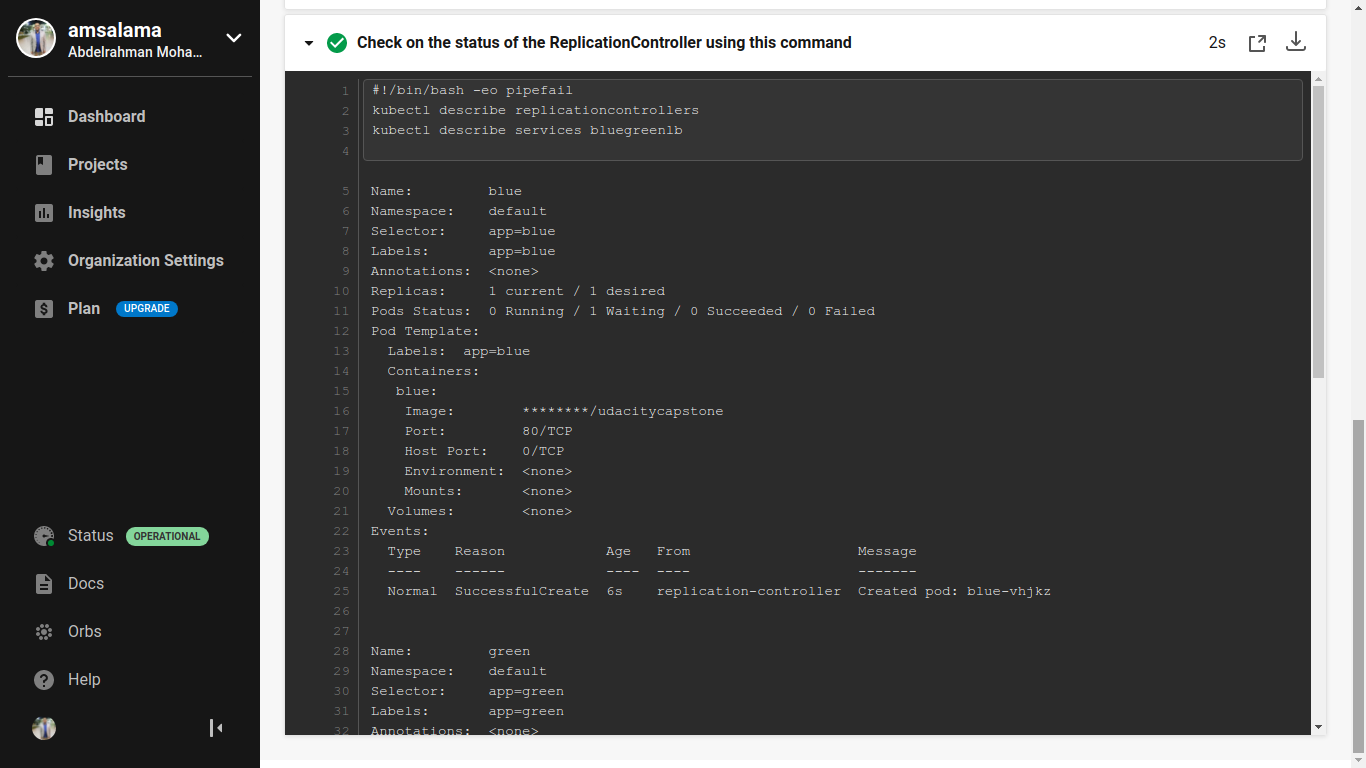 amsalama
Abdelrahman Moha...
Dashboard
Projects
Insights
Organization Settings
Plan UPGRADE
Status OPERATIONAL
Docs
Orbs
Help
Check on the status of the ReplicationController using this command 2s
1 #!/bin/bash -eo pipefail
2 kubectl describe replicationcontrollers
3 kubectl describe services bluegreenlb
4
5 Name: blue
6 Namespace: default
7 Selector: app=blue
8 Labels: app=blue
9 Annotations: <none>
10 Replicas: 1 current / 1 desired
11 Pods Status: 0 Running / 1 Waiting / 0 Succeeded / 0 Failed
12 Pod Template:
13 Labels: app=blue
14 Containers:
15 blue:
16 Image: ********/udacitycapstone
17 Port: 80/TCP
18 Host Port: 0/TCP
19 Environment: <none>
20 Mounts: <none>
21 Volumes: <none>
22 Events:
23 Type Reason Age From Message
24 ---- ------ ---- ---- -------
25 Normal SuccessfulCreate 6s replication-controller Created pod: blue-vhjkz
26
27
28 Name: green
29 Namespace: default
30 Selector: app=green
31 Labels: app=green
32 Annotations: <none>